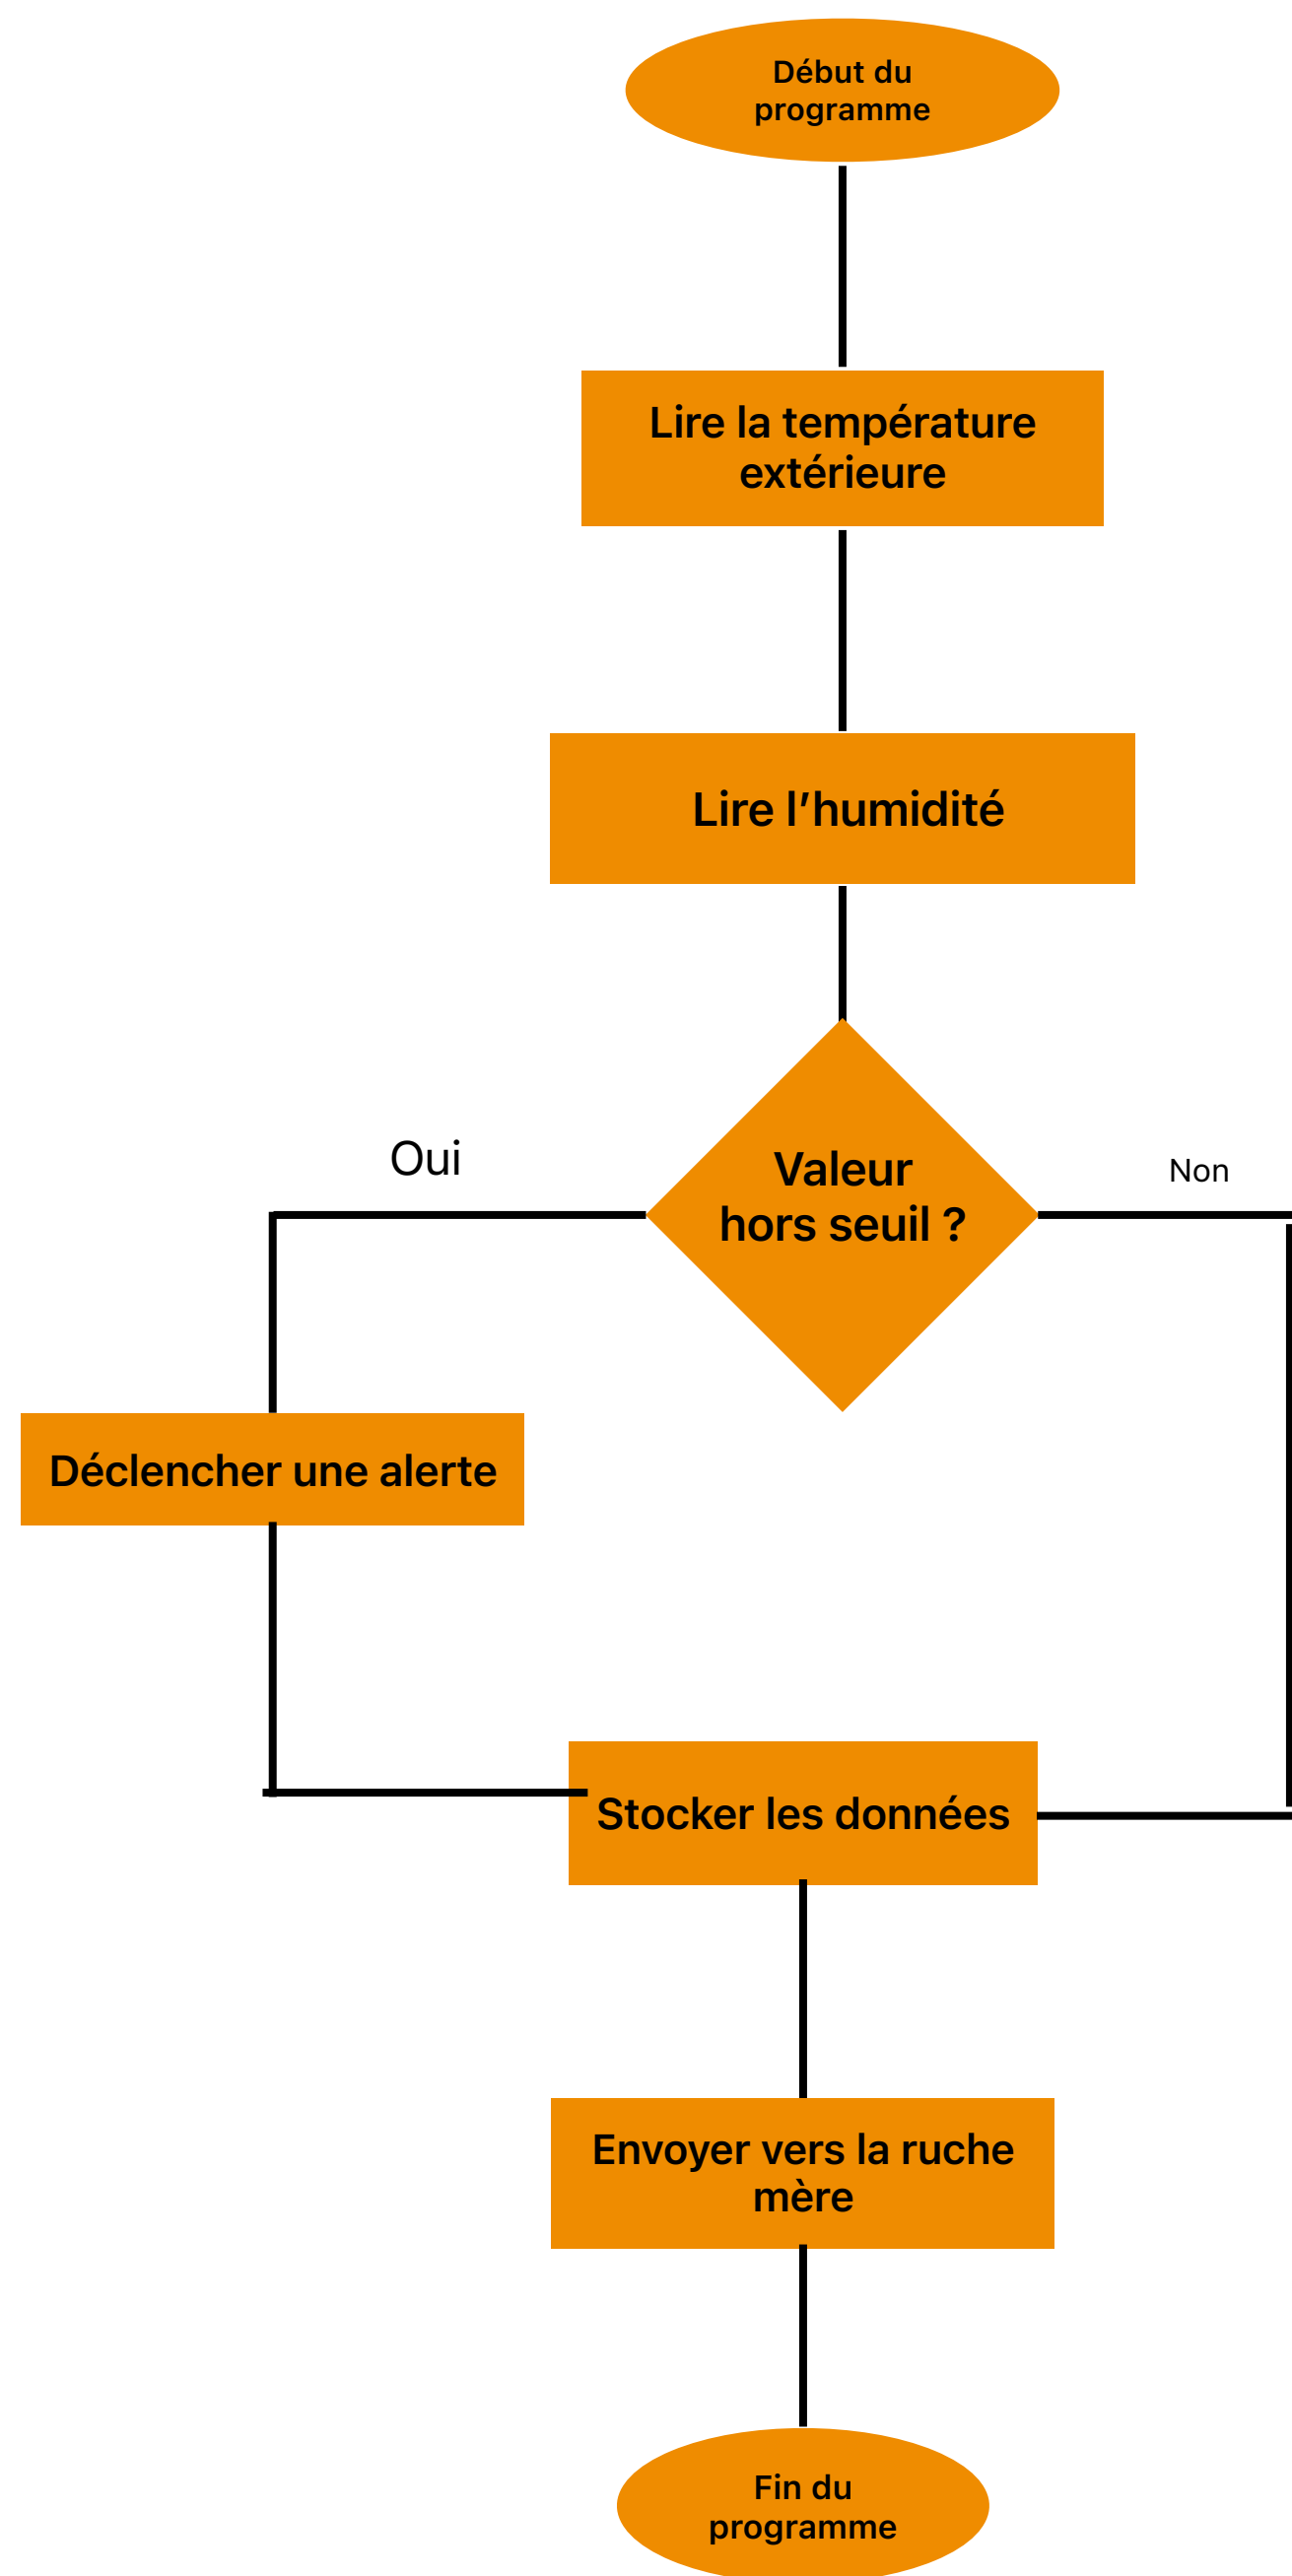 Début du
programme
Lire la température
extérieure
Lire l’humidité
Oui
Valeur
hors seuil ?
Non
Déclencher une alerte
Stocker les données
Envoyer vers la ruche
mère
Fin du
programme